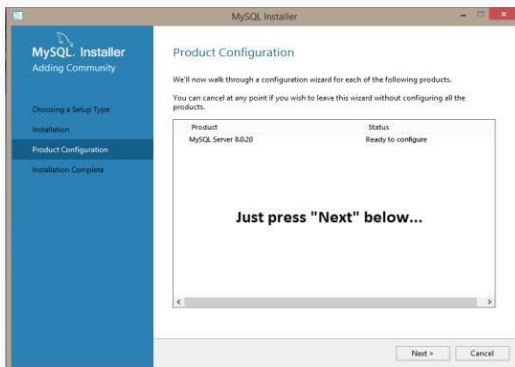 MySQL Installer
MySQL. Installer
Adding Community
Choosing a Setup Type
Installation
Product Configuration
Installation Complete
Product Configuration
We'll now walk through a configuration wizard for each of the following products.
You can cancel at any point if you wish to leave this wizard without configuring all the
products.
Product Status
MySQL Server 8.0.20 Ready to configure
Just press "Next" below...
Next > Cancel